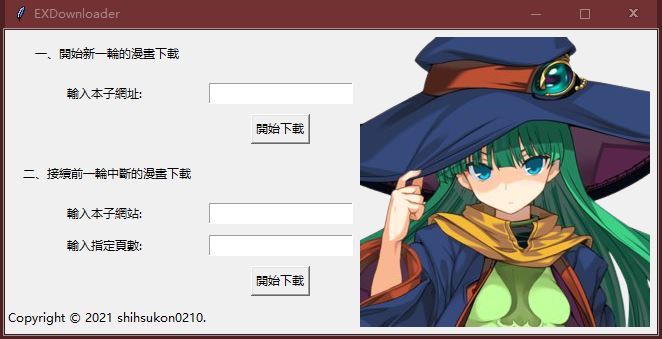 EXDownloader
一、開始新一輪的漫畫下載
輸入本子網址:
開始下載
二、接續前一輪中斷的漫畫下載
輸入本子網站:
輸入指定頁數:
開始下載
Copyright © 2021 shihsukon0210.